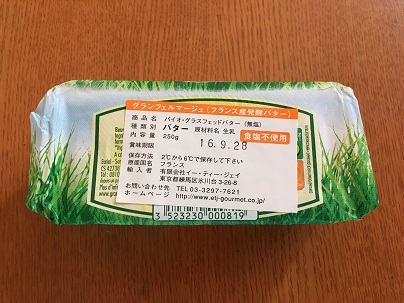 グランフェルマージュ(フランス産発酵バター)
商品名 バイオ・グラスフェッドバター(無塩)
種類別 バター 原材料名 生乳
内容量 250g 食塩不使用
賞味期限 16.9.28
保存方法 2℃から6℃で保存して下さい
原産国名 フランス
輸入者 有限会社イー・ティー・ジェイ
東京都練馬区氷川台3-26-8
お問い合わせ先 TEL 03-3297-7621
ホームページ http://www.etj-gourmet.co.jp/
3 523230 000819